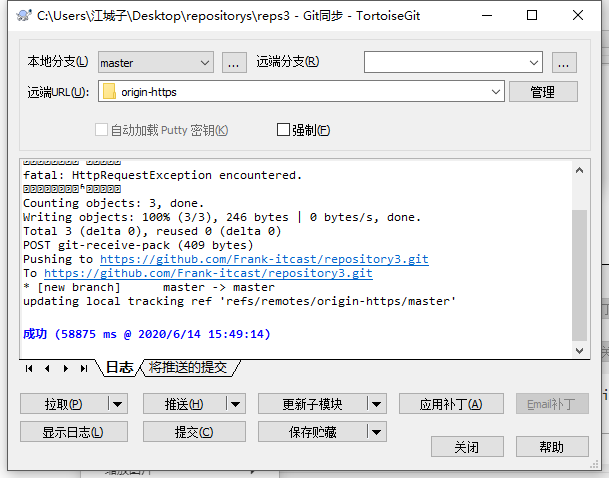 C:\Users\江城子\Desktop\repositorys\reps3 - Git同步 - TortoiseGit
本地分支(L) master ... 远端分支(R) ...
远端URL(U): origin-https 管理
自动加载 Putty 密钥(K) 强制(F)
fatal: HttpRequestException encountered.
Counting objects: 3, done.
Writing objects: 100% (3/3), 246 bytes | 0 bytes/s, done.
Total 3 (delta 0), reused 0 (delta 0)
POST git-receive-pack (409 bytes)
Pushing to https://github.com/Frank-itcast/repository3.git
To https://github.com/Frank-itcast/repository3.git
* [new branch]      master -> master
updating local tracking ref 'refs/remotes/origin-https/master'
成功 (58875 ms @ 2020/6/14 15:49:14)
日志 将推送的提交
拉取(P) 推送(H) 更新子模块 应用补丁(A) Email补丁
显示日志(L) 提交(C) 保存贮藏
关闭 帮助